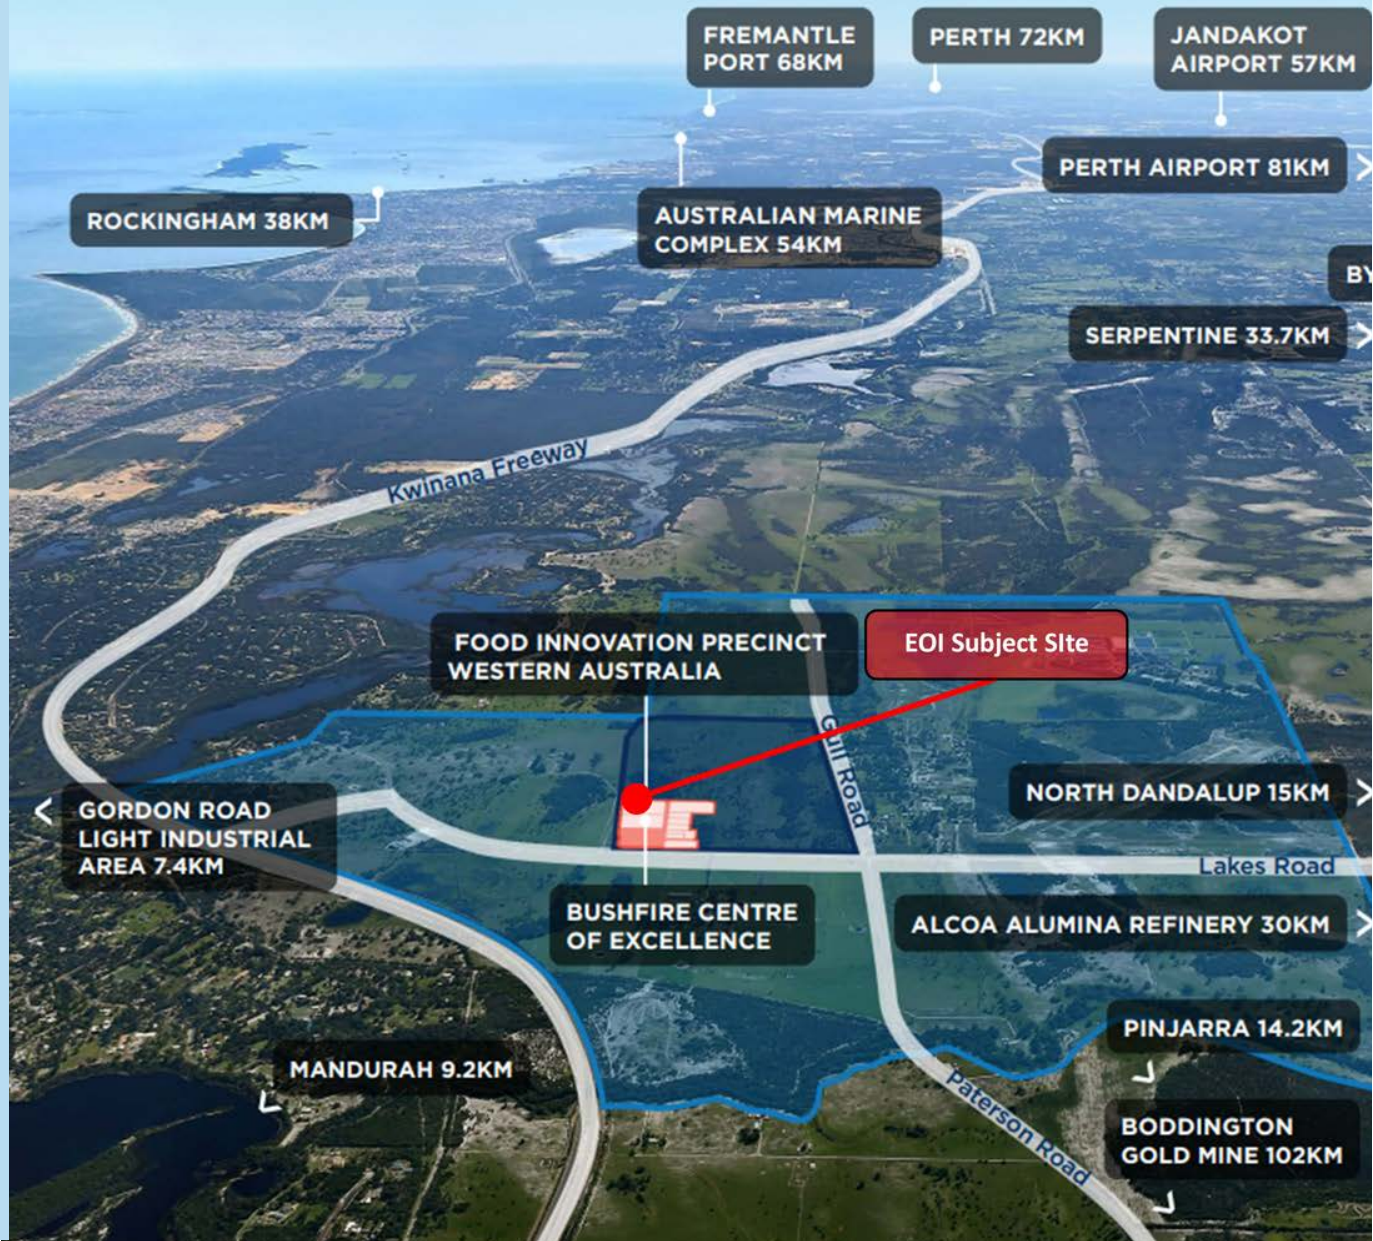 FREMANTLE
PORT 68KM
PERTH 72KM
JANDAKOT
AIRPORT 57KM
PERTH AIRPORT 81KM
ROCKINGHAM 38KM
AUSTRALIAN MARINE
COMPLEX 54KM
BY
SERPENTINE 33.7KM
Kwinana Freeway
FOOD INNOVATION PRECINCT
WESTERN AUSTRALIA
EOI Subject SIte
Gull Road
GORDON ROAD
LIGHT INDUSTRIAL
AREA 7.4KM
NORTH DANDALUP 15KM
Lakes Road
BUSHFIRE CENTRE
OF EXCELLENCE
ALCOA ALUMINA REFINERY 30KM
PINJARRA 14.2KM
MANDURAH 9.2KM
Paterson Road
BODDINGTON
GOLD MINE 102KM